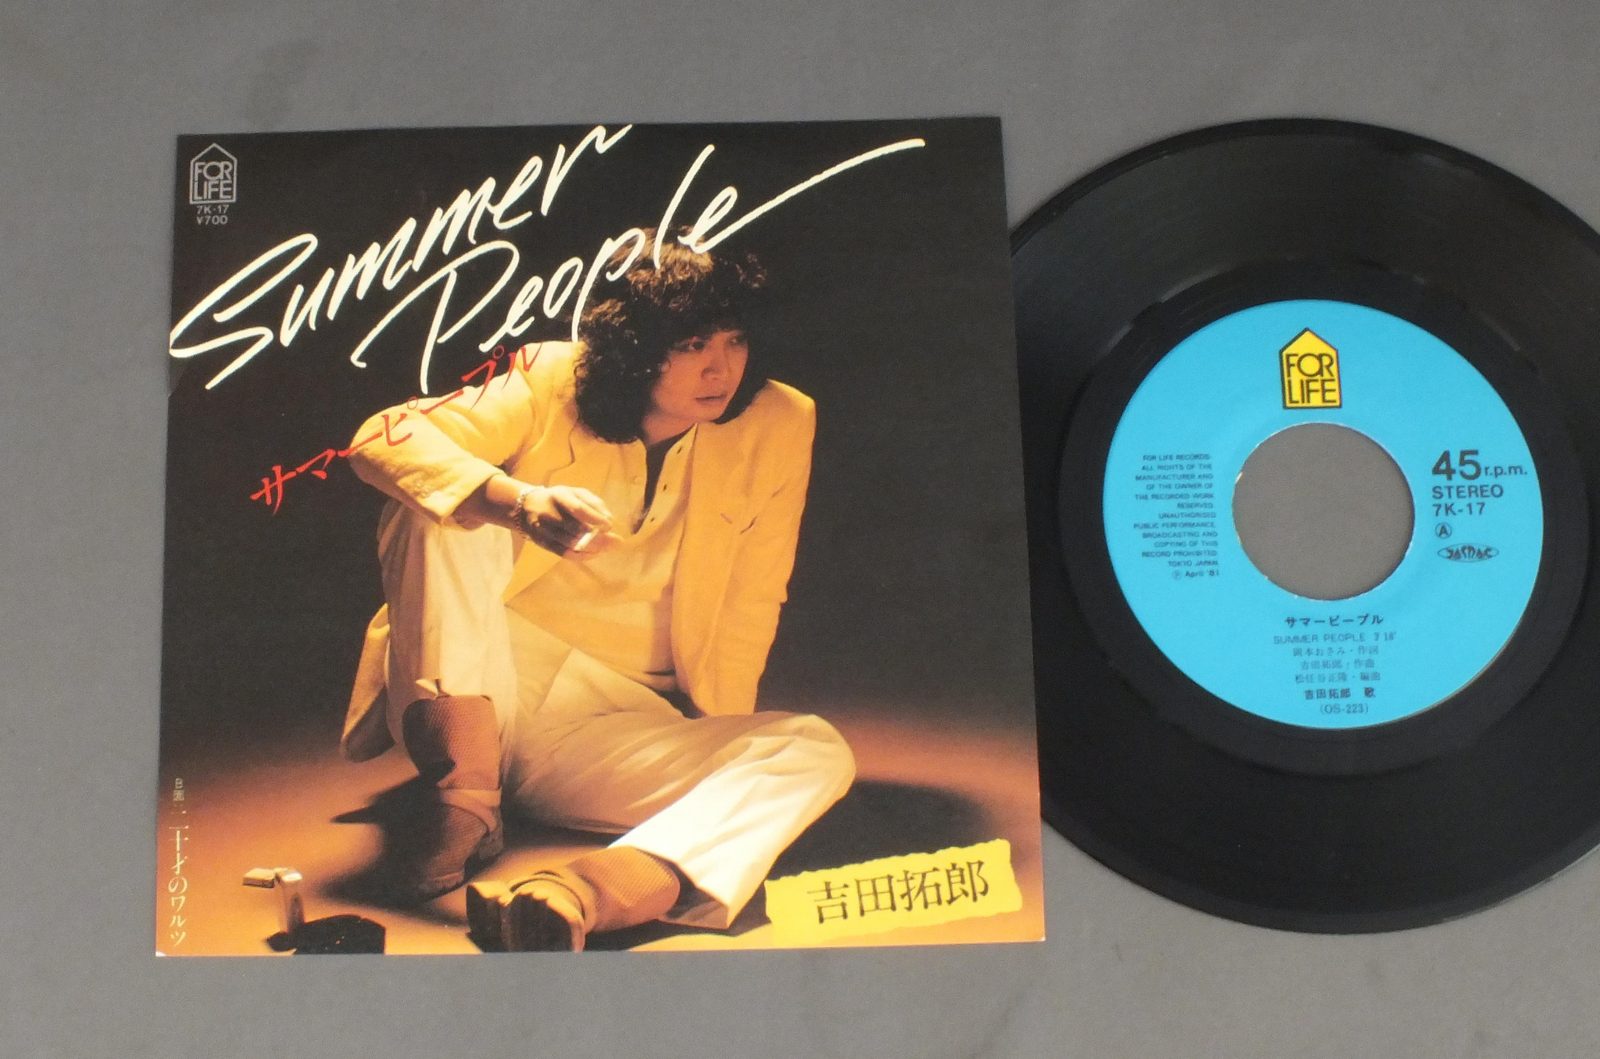 FOR
LIFE
7K-17
¥700
Summer
People
サマーピープル
B面 二十才のワルツ
吉田拓郎
FOR
LIFE
FOR LIFE RECORDS·
ALL RIGHTS OF THE
MANUFACTURER AND
OF THE OWNER OF
THE RECORDED WORK
RESERVED.
UNAUTHORISED
PUBLIC PERFORMANCE,
BROADCASTING AND
COPYING OF THIS
RECORD PROHIBITED.
TOKYO JAPAN.
Ⓟ April '81
45 r.p.m.
STEREO
7K-17
Ⓐ
サマーピープル
SUMMER PEOPLE 3'16"
岡本おさみ・作詞
吉田拓郎・作曲
松任谷正隆・編曲
吉田拓郎 歌
(OS-223)